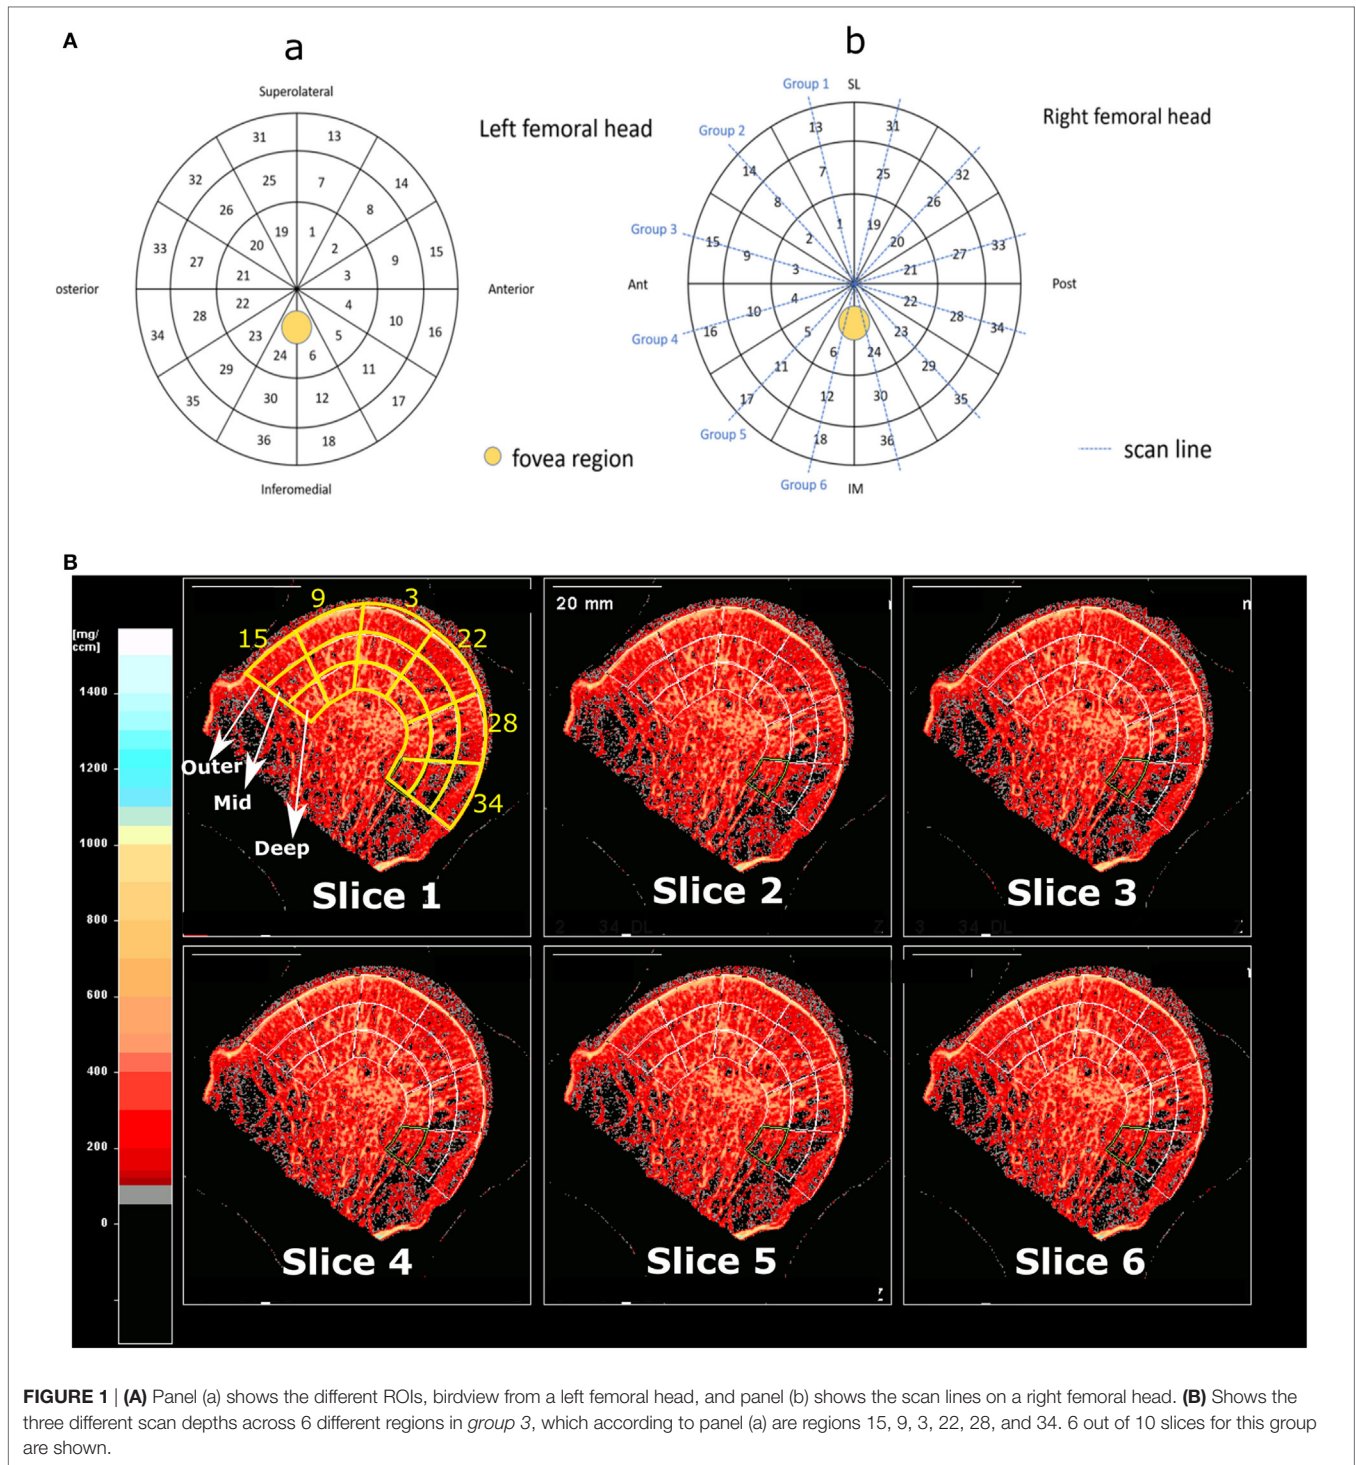 A
a
b
Superolateral
Left femoral head
31 13
32 25 7 14
26 8
19 1
33 20 2 15
27 9
21 3
osterior
Anterior
22 4
28 10
34 23 5 16
24 6
29 11
35 30 12 17
36 18
Inferomedial
fovea region
Group 1 SL
Right femoral head
Group 2 13 31
14 7 25 32
8 26
1 19
Group 3 2 20
15 9 27 33
3 21
Ant Post
4 22
10 28
Group 4 16 5 23 34
6 24
11 29
17 12 30 35
Group 5
18 36
Group 6 IM
scan line
B
[mg/
ccm]
1400
1200
1000
800
600
400
200
0
9 3
15 22
28
34
Outer
Mid
Deep
Slice 1
20 mm
Slice 2
2 34_DL Z
Slice 3
3 34_DL Z
Slice 4
Slice 5
Slice 6
FIGURE 1 | (A) Panel (a) shows the different ROIs, birdview from a left femoral head, and panel (b) shows the scan lines on a right femoral head. (B) Shows the
three different scan depths across 6 different regions in group 3, which according to panel (a) are regions 15, 9, 3, 22, 28, and 34. 6 out of 10 slices for this group
are shown.